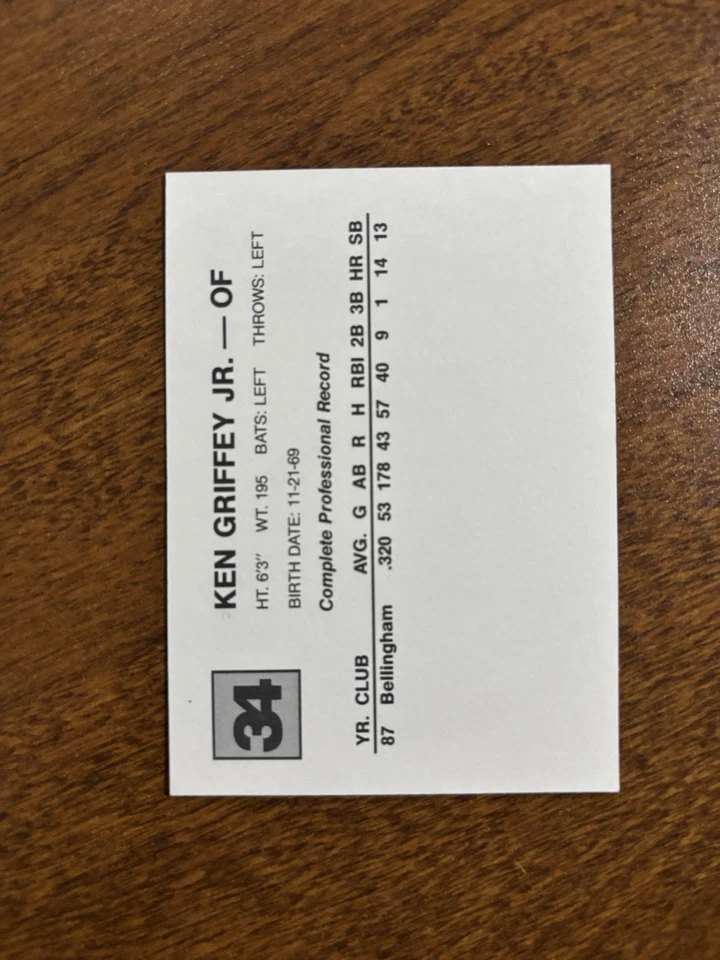 34
KEN GRIFFEY JR. — OF
HT. 6'3" WT. 195 BATS: LEFT THROWS: LEFT
BIRTH DATE: 11-21-69
Complete Professional Record
YR. CLUB AVG. G AB R H RBI 2B 3B HR SB
87 Bellingham .320 53 178 43 57 40 9 1 14 13